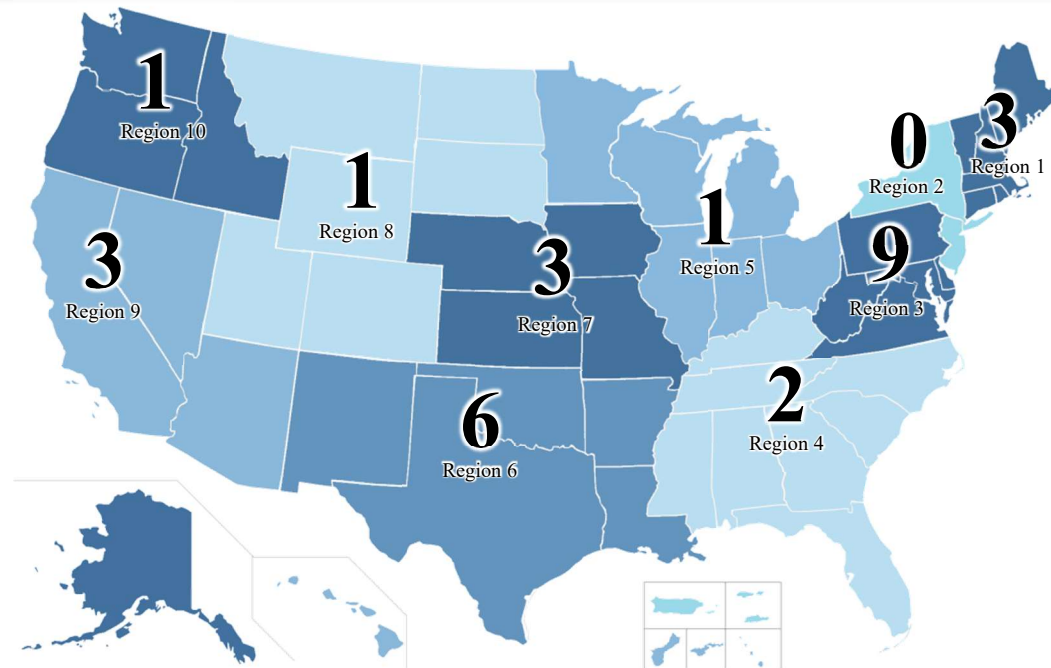 1
Region 10
1
Region 8
3
Region 9
3
Region 7
6
Region 6
1
Region 5
2
Region 4
9
Region 3
0
Region 2
3
Region 1